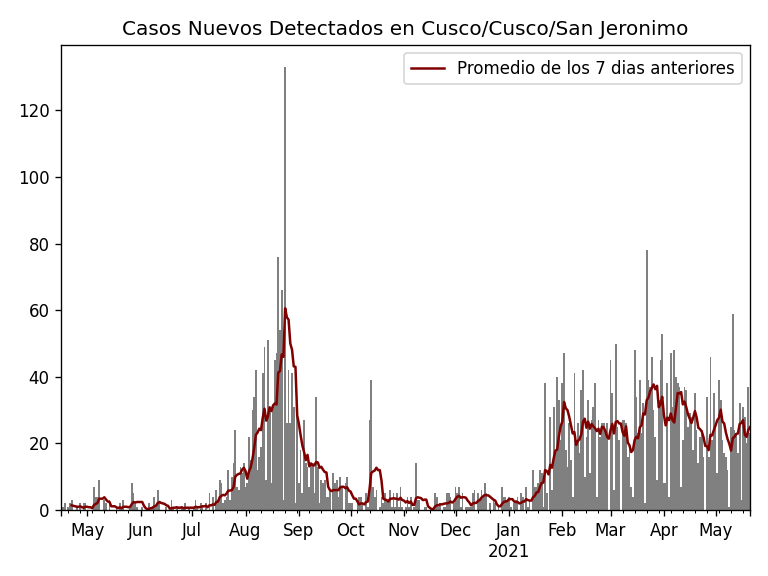 Casos Nuevos Detectados en Cusco/Cusco/San Jeronimo
Promedio de los 7 dias anteriores
120
100
80
60
40
20
0
May Jun Jul Aug Sep Oct Nov Dec Jan Feb Mar Apr May
2021